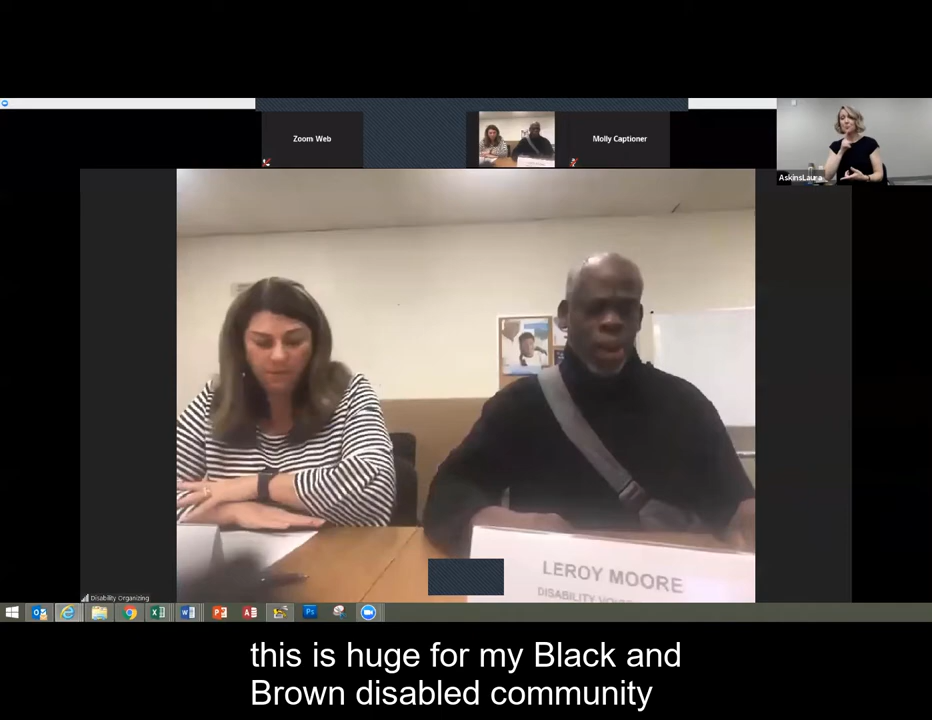 Zoom Web
Molly Captioner
AskinsLaura
LEROY MOORE
DISABILITY
Disability Organizing
this is huge for my Black and
Brown disabled community